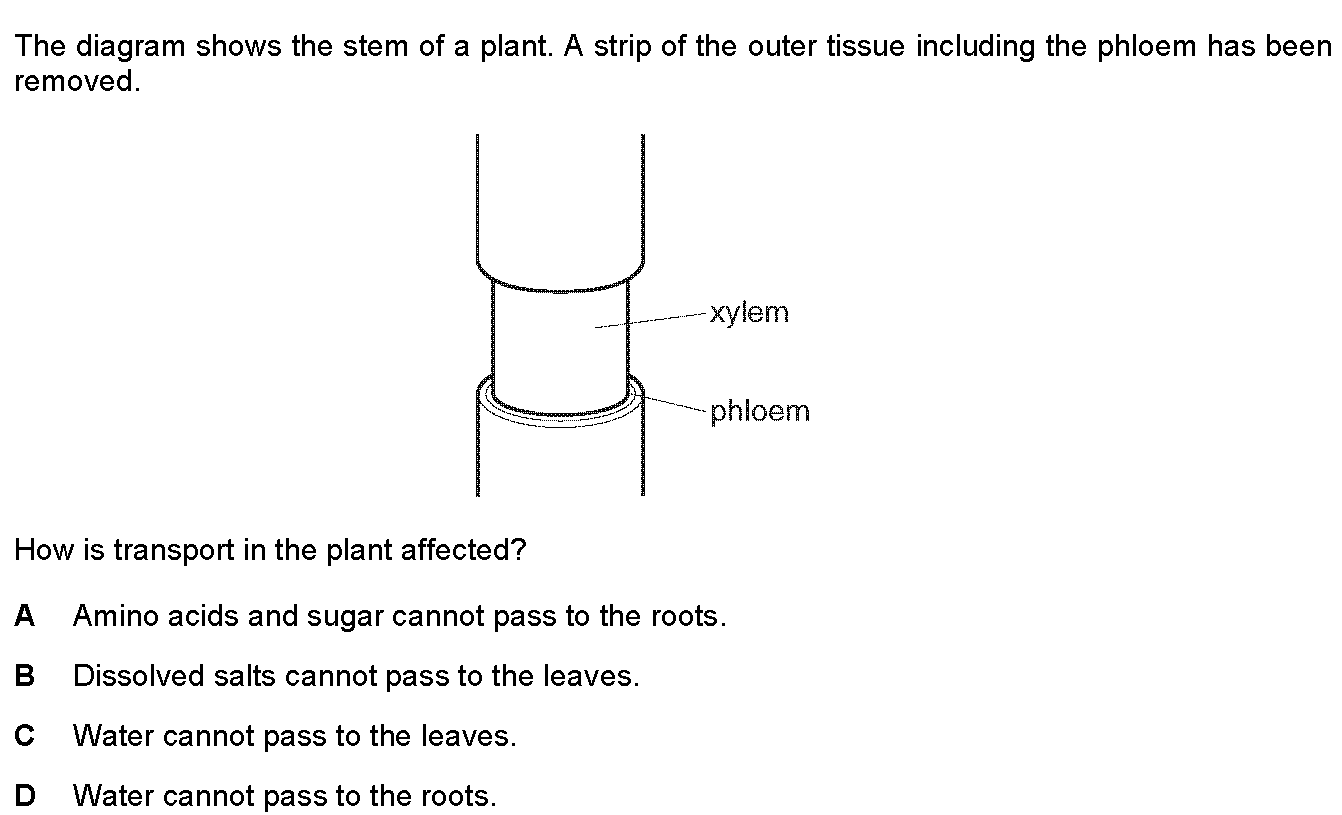 The diagram shows the stem of a plant. A strip of the outer tissue including the phloem has been
removed.
xylem
phloem
How is transport in the plant affected?
A Amino acids and sugar cannot pass to the roots.
B Dissolved salts cannot pass to the leaves.
C Water cannot pass to the leaves.
D Water cannot pass to the roots.